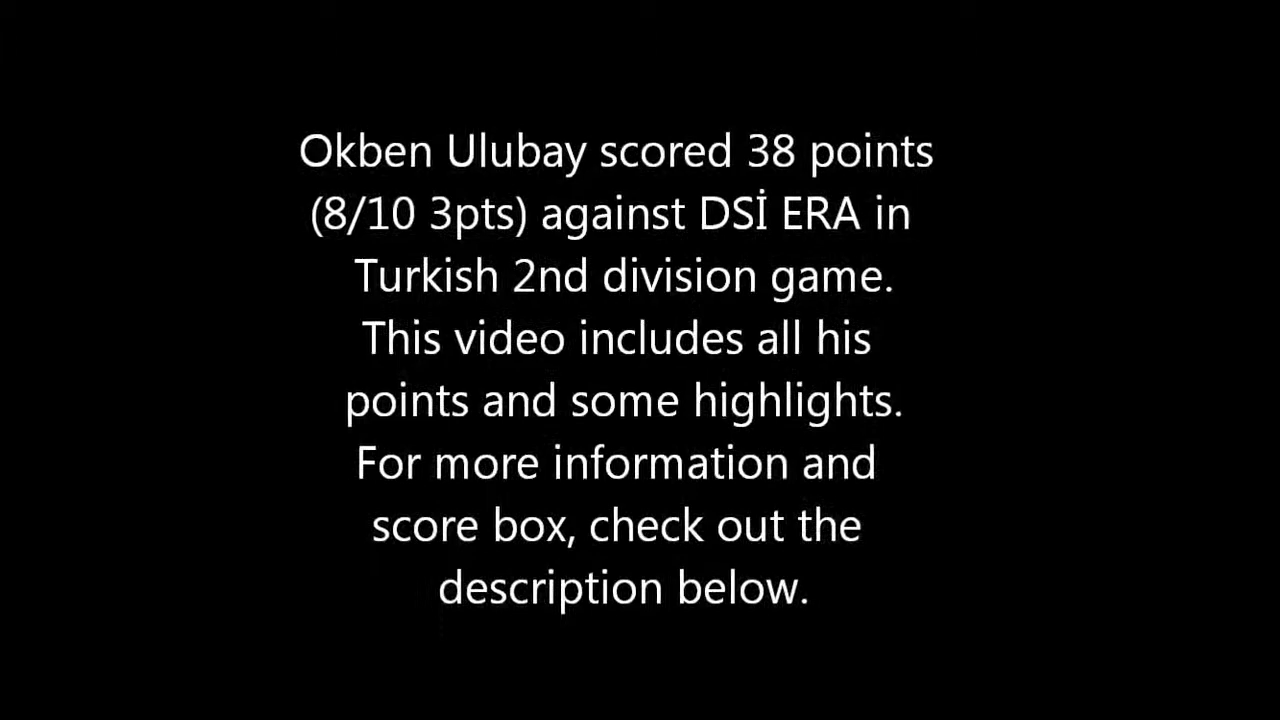 Okben Ulubay scored 38 points
(8/10 3pts) against DSİ ERA in
Turkish 2nd division game.
This video includes all his
points and some highlights.
For more information and
score box, check out the
description below.